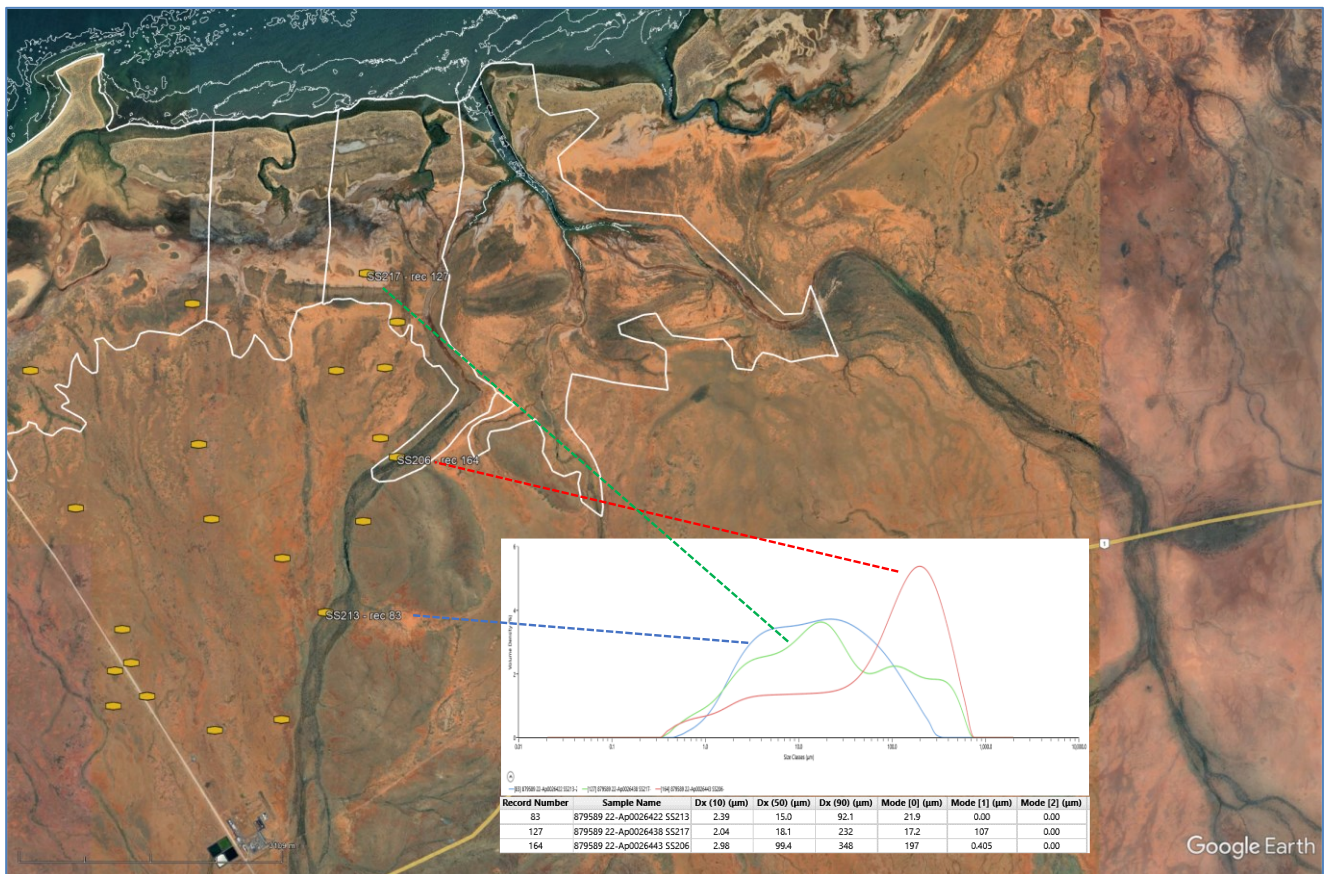 SS217 - rec 127
SS206 - rec 164
SS213 - rec 83
1
Volume Density (%)
8
4
2
0
0.01 0.1 1.0 10.0 100.0 1,000.0 10,000.0
Size Classes (µm)
Record Number Sample Name Dx (10) (µm) Dx (50) (µm) Dx (90) (µm) Mode [0] (µm) Mode [1] (µm) Mode [2] (µm)
83 879589 22-Ap0026422 SS213 2.39 15.0 92.1 21.9 0.00 0.00
127 879589 22-Ap0026438 SS217 2.04 18.1 232 17.2 107 0.00
164 879589 22-Ap0026443 SS206 2.98 99.4 348 197 0.405 0.00
Google Earth